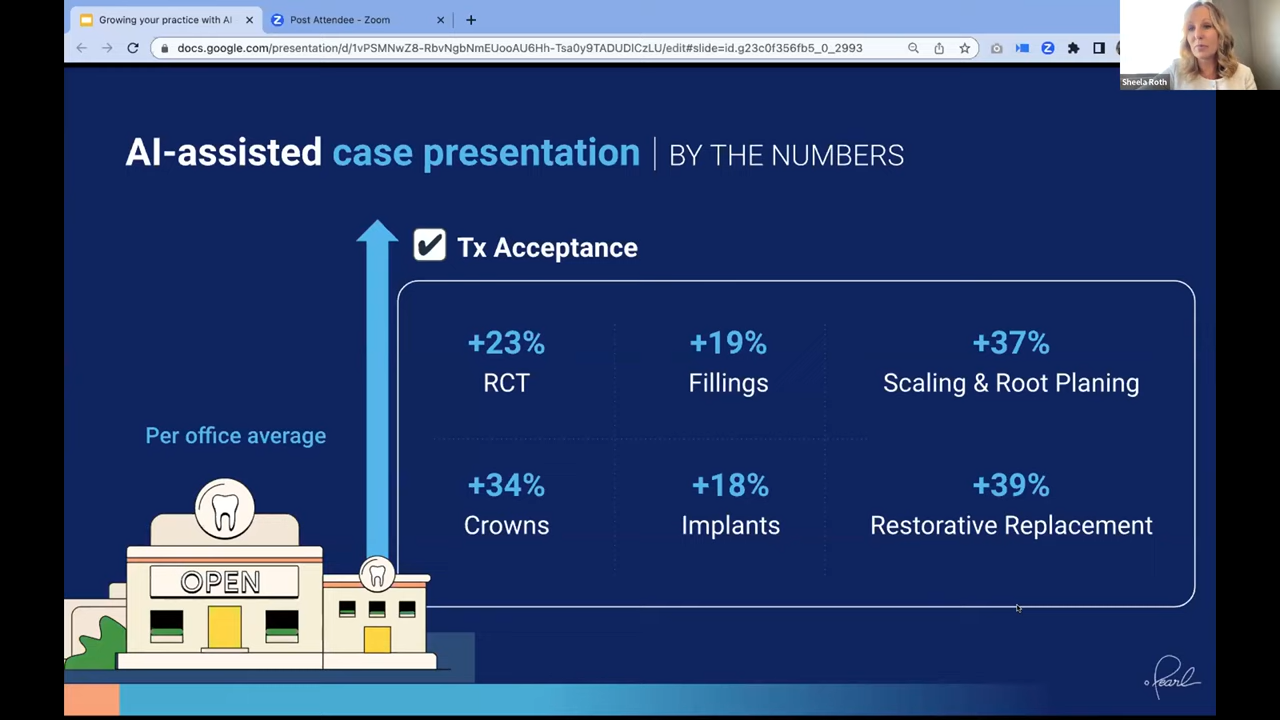 Growing your practice with AI
Post Attendee - Zoom
docs.google.com/presentation/d/1vPSMNwZ8-RbvNgbNmEUoAU6Hh-Tsa0y9TADUDlCzLU/edit#slide=id.g23c0f356fb5_0_2993
Sheela Roth
AI-assisted case presentation | BY THE NUMBERS
Tx Acceptance
+23%
RCT
+19%
Fillings
+37%
Scaling & Root Planing
Per office average
+34%
Crowns
+18%
Implants
+39%
Restorative Replacement
OPEN
Pearl